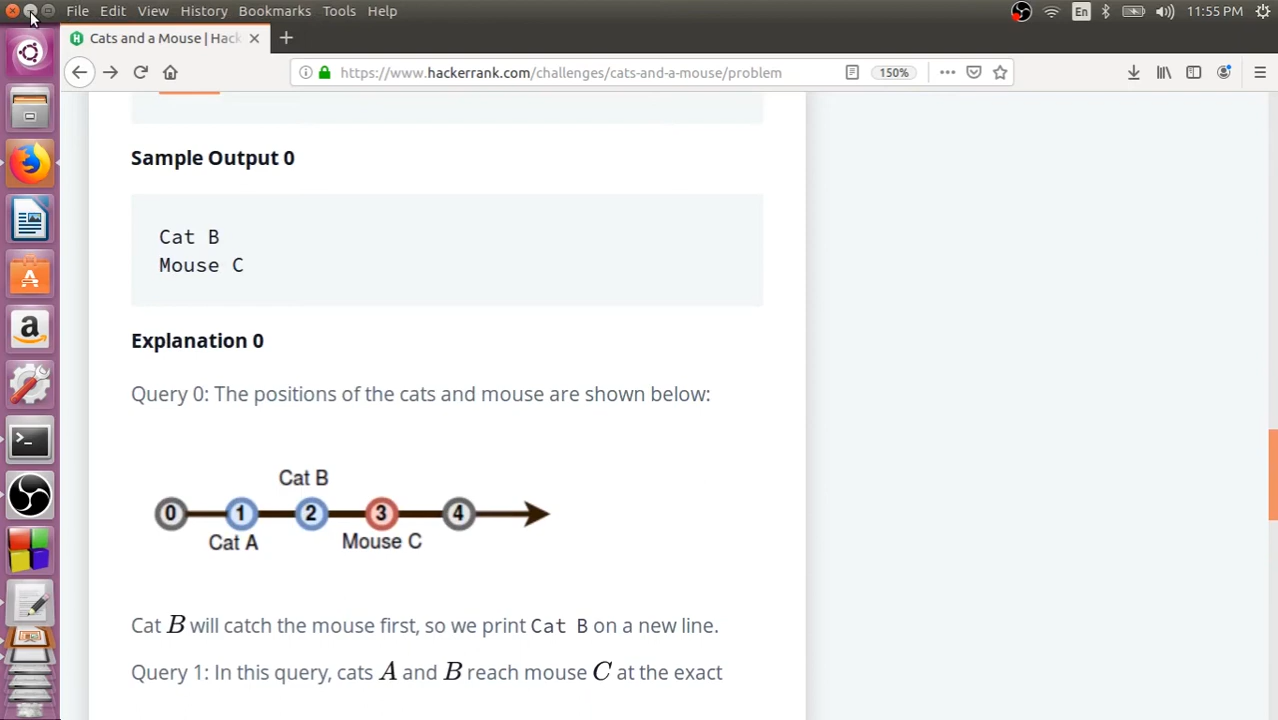 File Edit View History Bookmarks Tools Help
En
11:55 PM
Cats and a Mouse | Hack
https://www.hackerrank.com/challenges/cats-and-a-mouse/problem
150%
Sample Output 0
Cat B
Mouse C
Explanation 0
Query 0: The positions of the cats and mouse are shown below:
Cat B
0 1 2 3 4
Cat A
Mouse C
Cat B will catch the mouse first, so we print Cat B on a new line.
Query 1: In this query, cats A and B reach mouse C at the exact